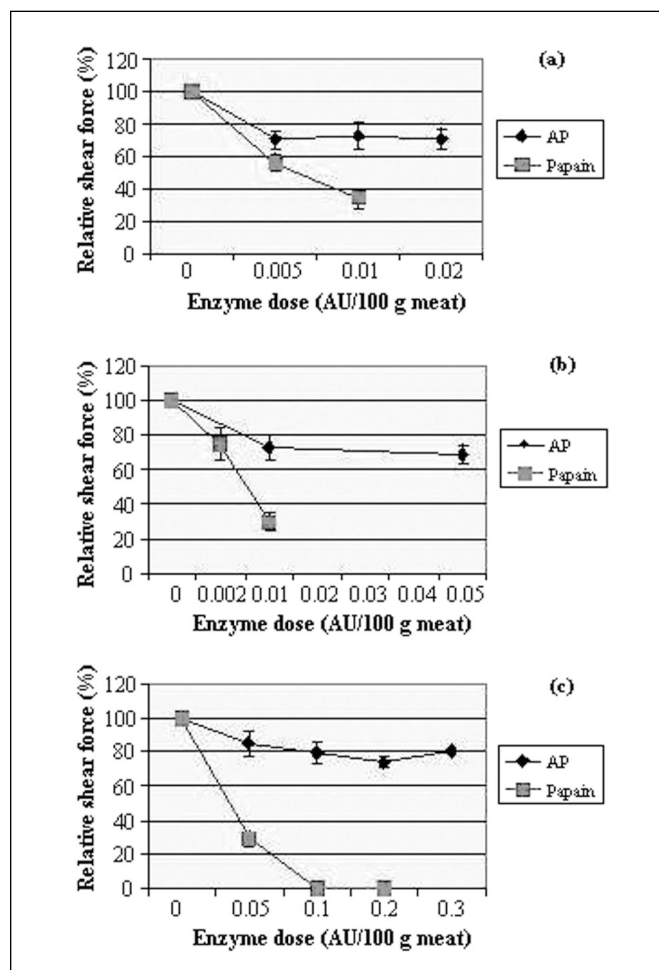 (a)
Relative shear force (%)
120
100
80
60
40
20
0
0 0.005 0.01 0.02
Enzyme dose (AU/100 g meat)
AP
Papain
(b)
Relative shear force (%)
120
100
80
60
40
20
0
0 0.002 0.01 0.02 0.03 0.04 0.05
Enzyme dose (AU/100 g meat)
AP
Papain
(c)
Relative shear force (%)
120
100
80
60
40
20
0
0 0.05 0.1 0.2 0.3
Enzyme dose (AU/100 g meat)
AP
Papain